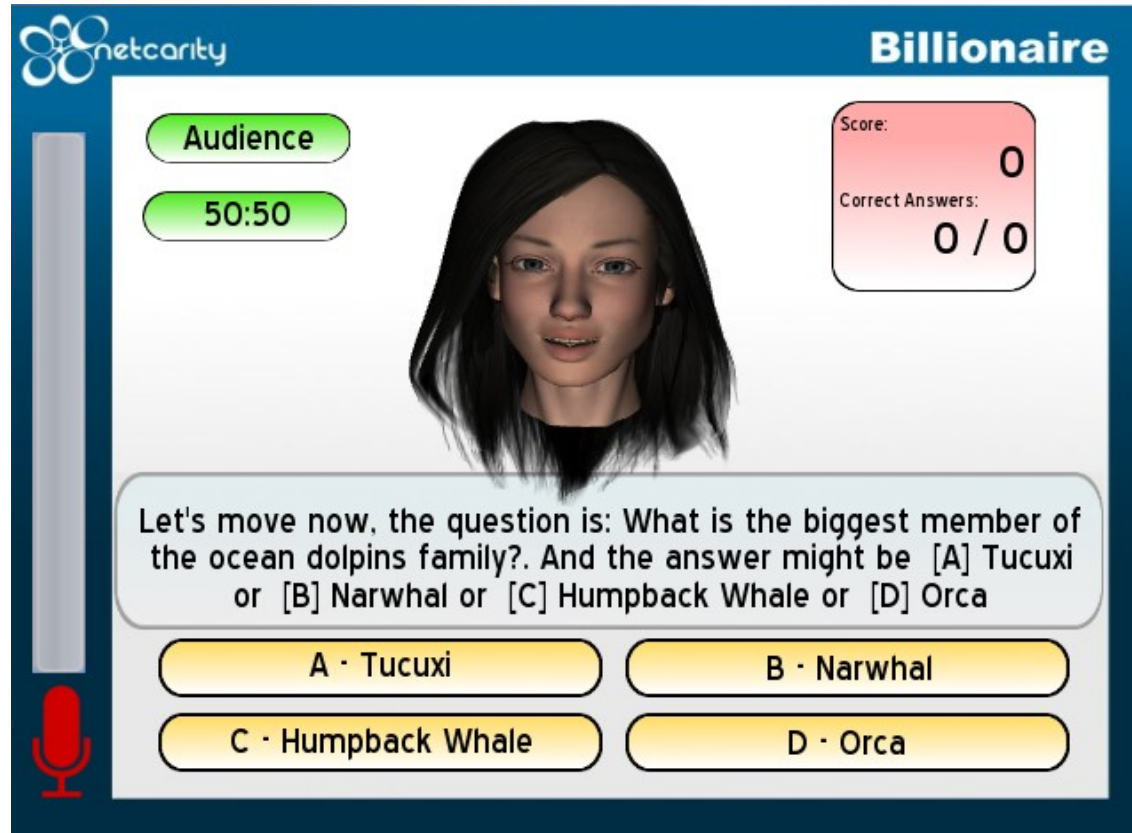 netcarity
Billionaire
Audience
50:50
Score:
0
Correct Answers:
0 / 0
Let's move now, the question is: What is the biggest member of
the ocean dolpins family?. And the answer might be [A] Tucuxi
or [B] Narwhal or [C] Humpback Whale or [D] Orca
A - Tucuxi
B - Narwhal
C - Humpback Whale
D - Orca